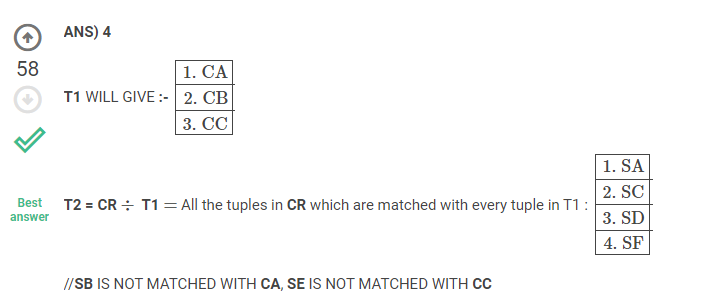 ANS) 4
58
1. CA
T1 WILL GIVE :- 2. CB
3. CC
1. SA
2. SC
Best answer
T2 = CR ÷ T1 = All the tuples in CR which are matched with every tuple in T1 :
3. SD
4. SF
//SB IS NOT MATCHED WITH CA, SE IS NOT MATCHED WITH CC